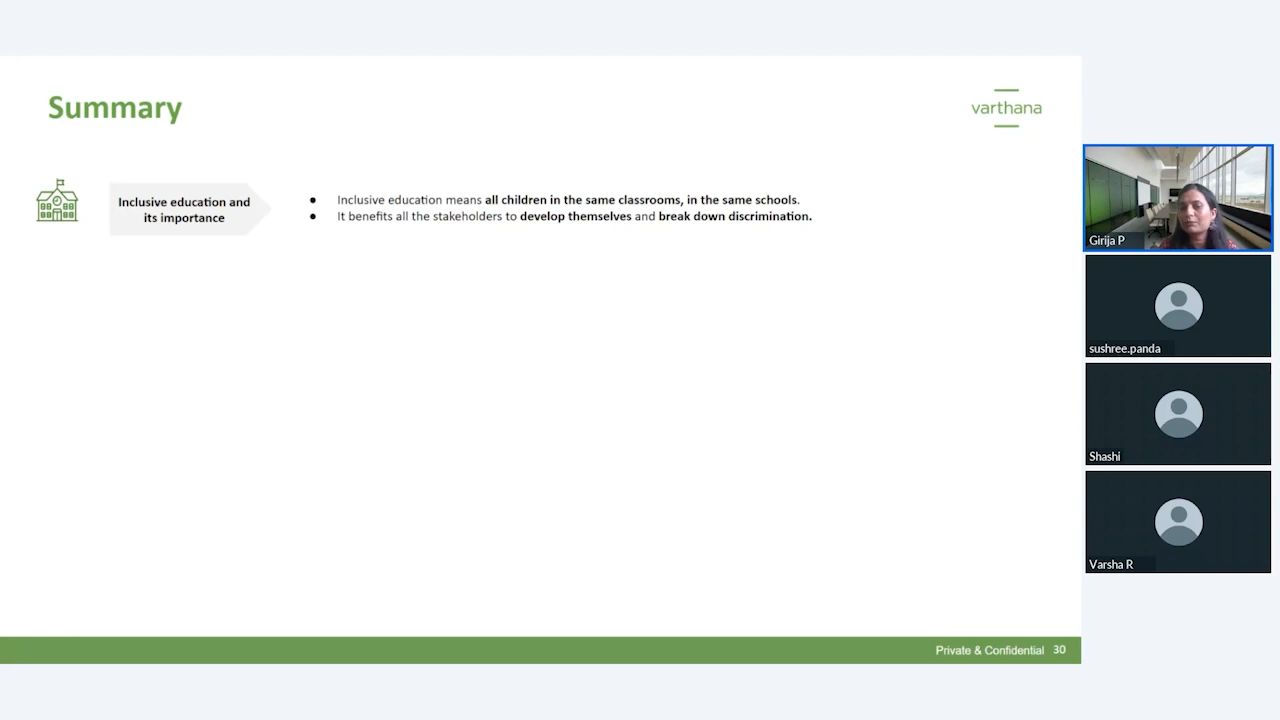 Summary
varthana
Inclusive education and
its importance
● Inclusive education means all children in the same classrooms, in the same schools.
● It benefits all the stakeholders to develop themselves and break down discrimination.
Girija P
sushree.panda
Shashi
Varsha R
Private & Confidential 30